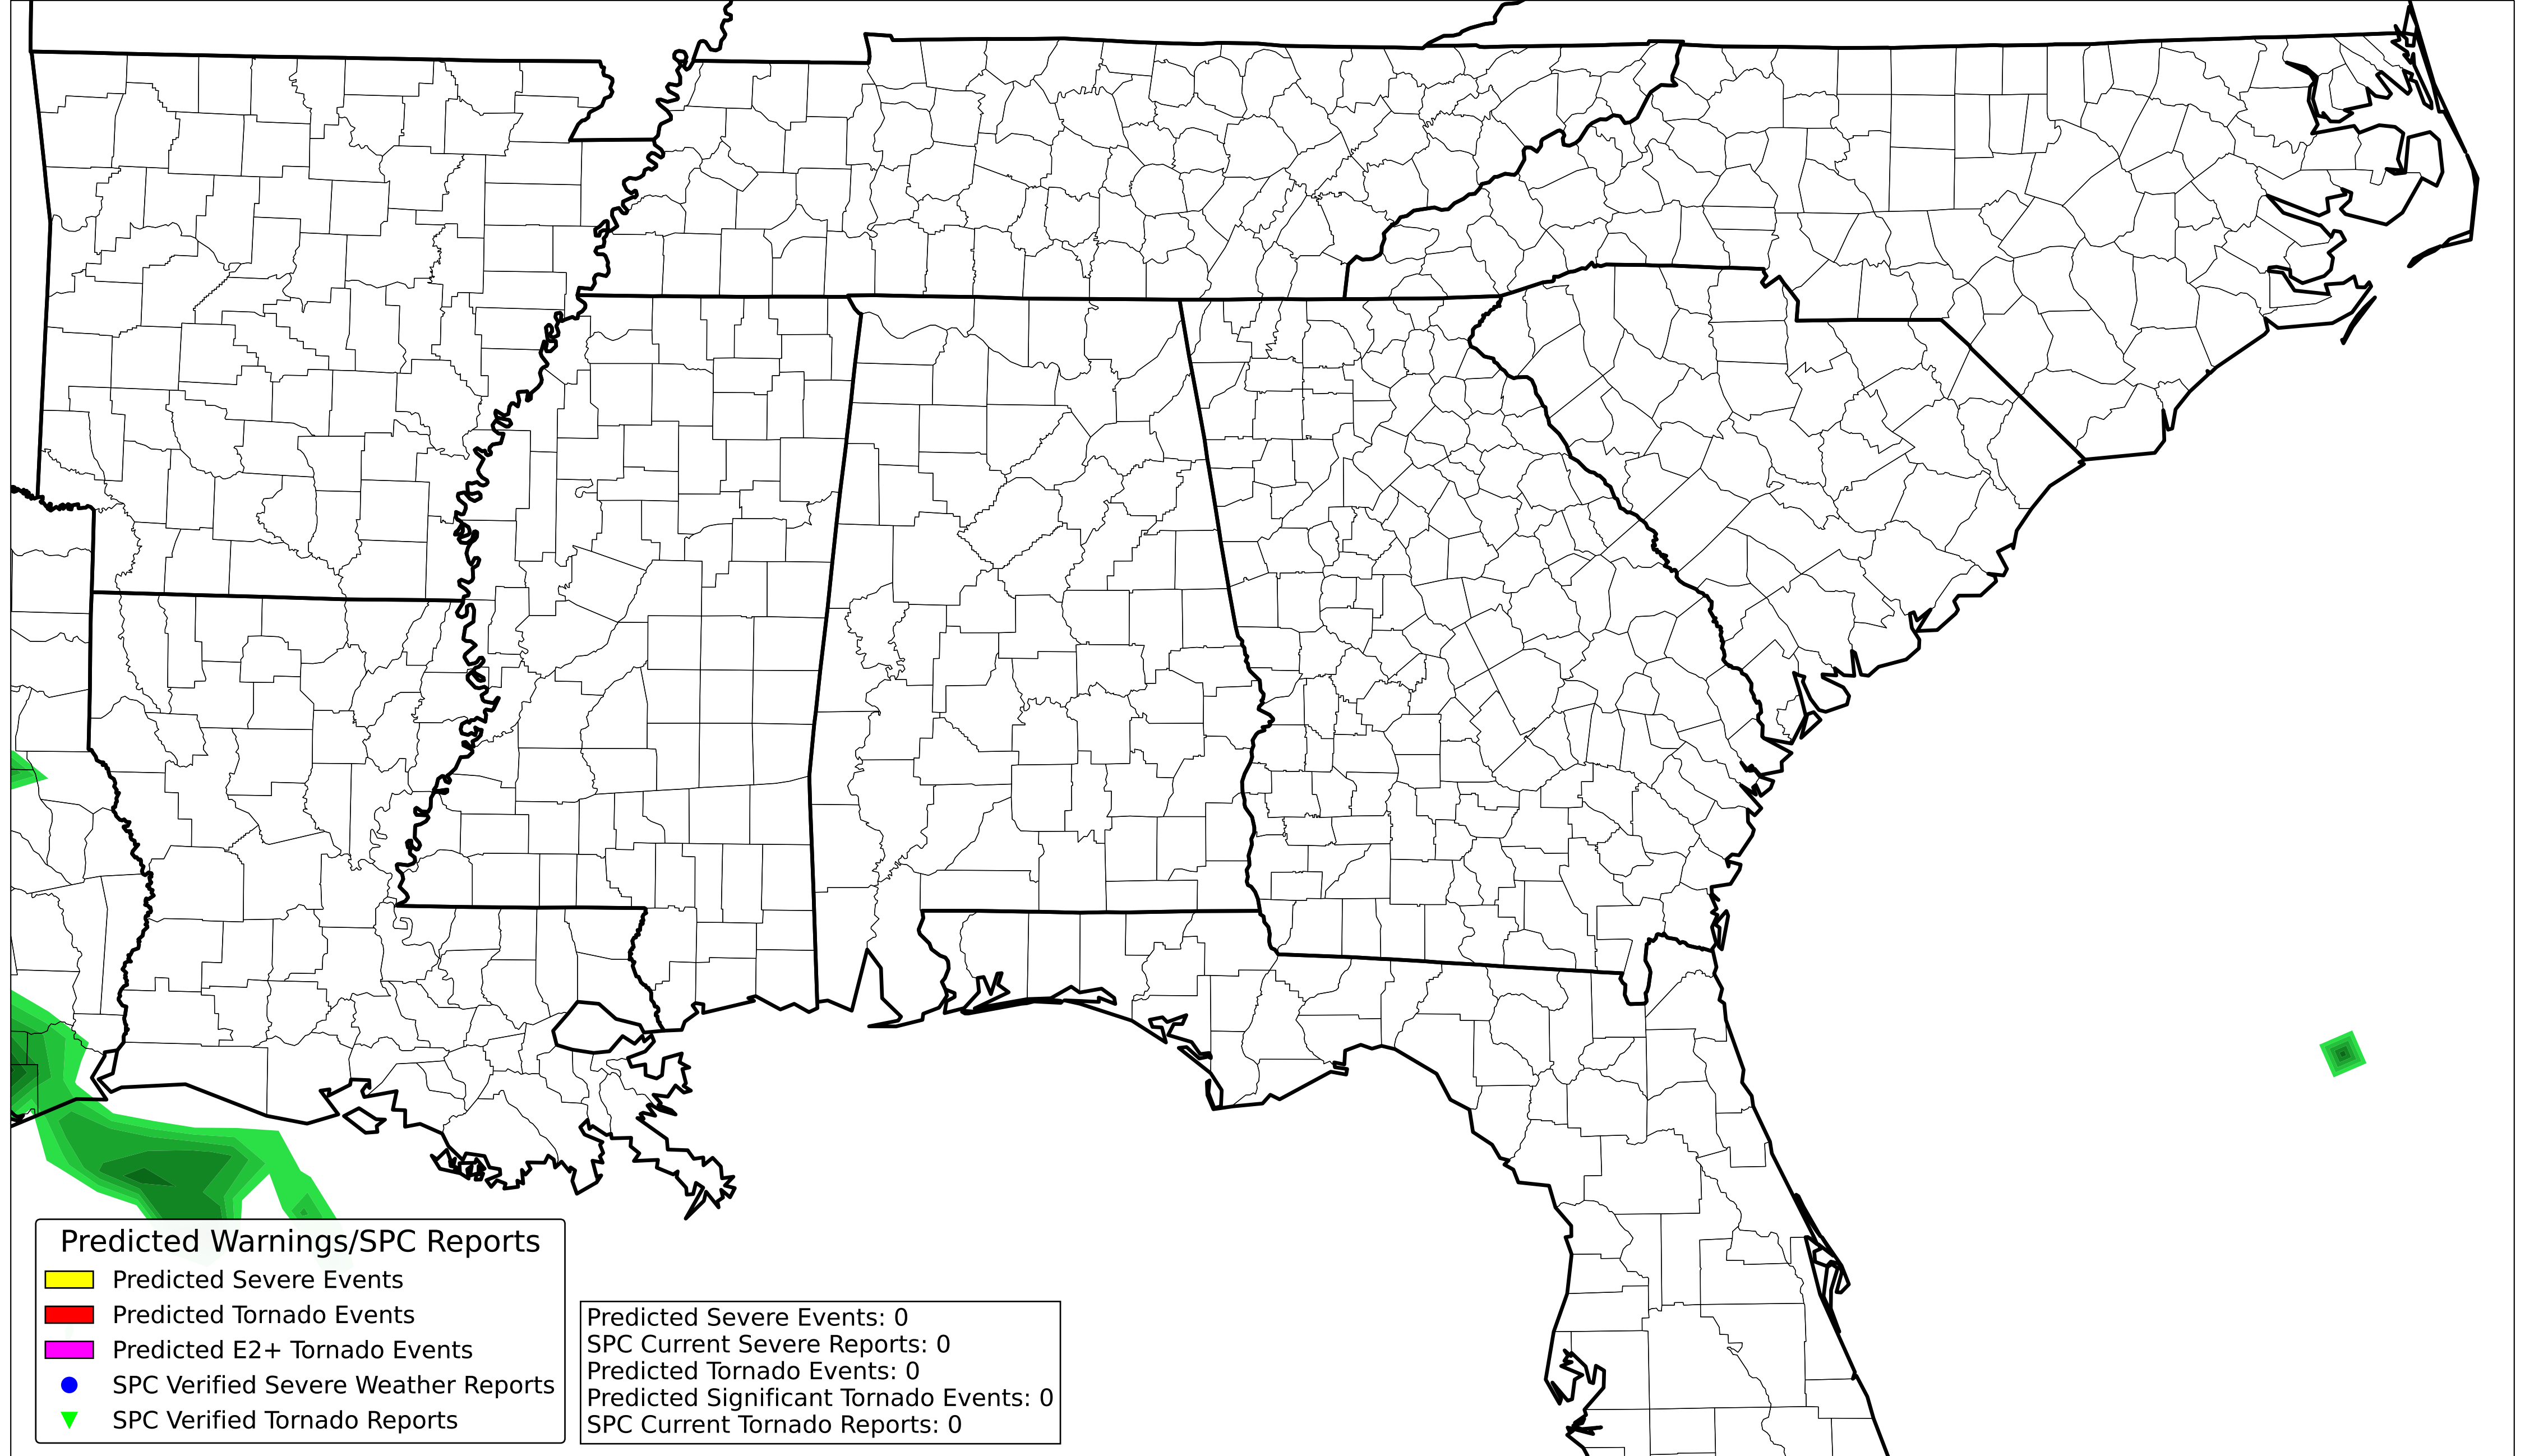 Predicted Warnings/SPC Reports
Predicted Severe Events
Predicted Tornado Events
Predicted E2+ Tornado Events
SPC Verified Severe Weather Reports
SPC Verified Tornado Reports
Predicted Severe Events: 0
SPC Current Severe Reports: 0
Predicted Tornado Events: 0
Predicted Significant Tornado Events: 0
SPC Current Tornado Reports: 0